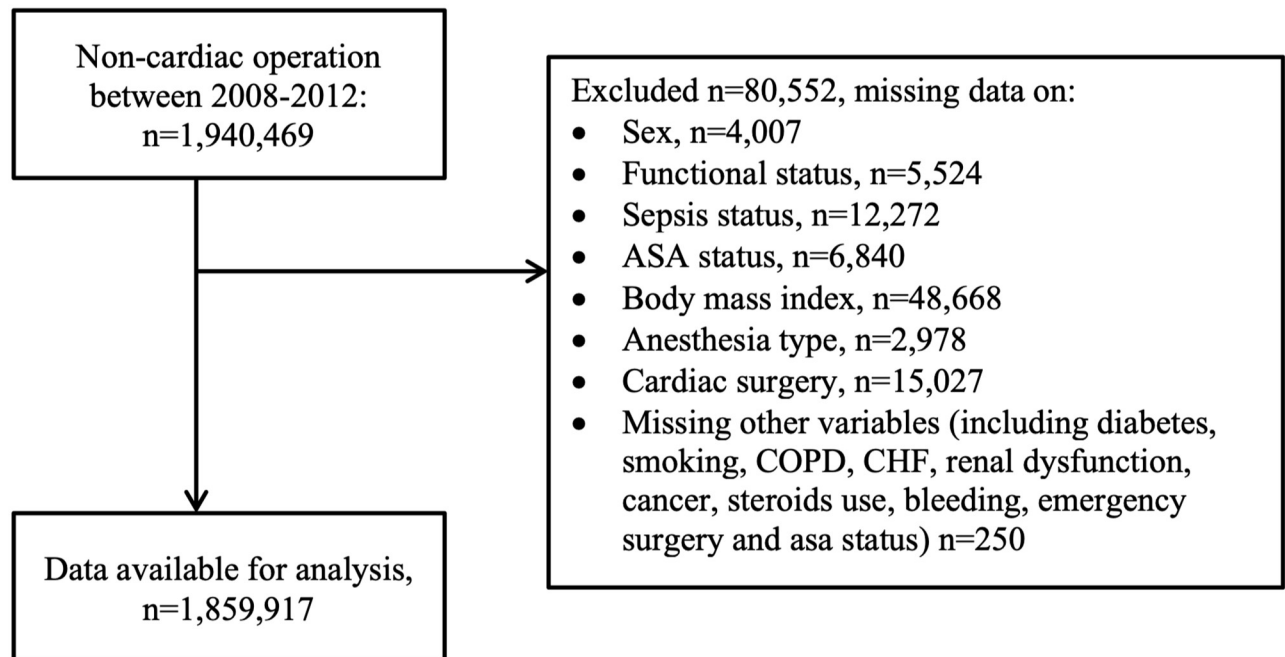 Non-cardiac operation
between 2008-2012:
n=1,940,469
Excluded n=80,552, missing data on:
• Sex, n=4,007
• Functional status, n=5,524
• Sepsis status, n=12,272
• ASA status, n=6,840
• Body mass index, n=48,668
• Anesthesia type, n=2,978
• Cardiac surgery, n=15,027
• Missing other variables (including diabetes,
smoking, COPD, CHF, renal dysfunction,
cancer, steroids use, bleeding, emergency
surgery and asa status) n=250
Data available for analysis,
n=1,859,917